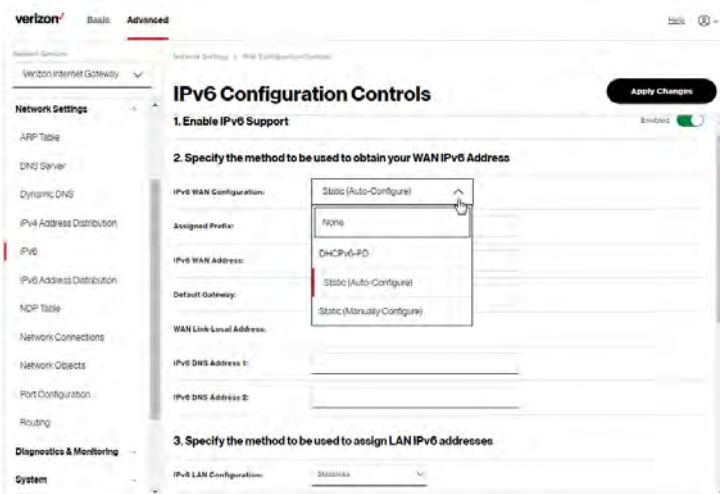 verizon✓ Basic Advanced Help
Network Settings > IPv6 Configuration Controls
Verizon Internet Gateway
IPv6 Configuration Controls
Apply Changes
Network Settings
1. Enable IPv6 Support
Enabled
ARP Table
DNS Server
2. Specify the method to be used to obtain your WAN IPv6 Address
Dynamic DNS
IPv6 WAN Configuration: Static (Auto-Configure)
IPv4 Address Distribution
Assigned Prefix:
None
IPv6
IPv6 WAN Address:
DHCPv6-PD
IPv6 Address Distribution
Static (Auto-Configure)
Default Gateway:
NDP Table
Static (Manually Configure)
WAN Link-Local Address:
Network Connections
Network Objects
IPv6 DNS Address 1:
Port Configuration
IPv6 DNS Address 2:
Routing
3. Specify the method to be used to assign LAN IPv6 addresses
Diagnostics & Monitoring
System
IPv6 LAN Configuration: Stateless